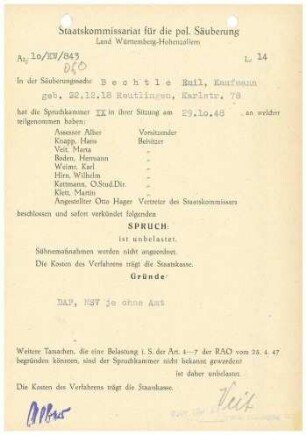 Staatskommissariat für die pol. Säuberung
Land Württemberg-Hohenzollern
Az. 10/KW/843
L 14
In der Säuberungssache Bechtle Emil, Kaufmann
geb. 22.12.18 Reutlingen, Karlstr. 78
hat die Spruchkammer IX in ihrer Sitzung am 29.10.48 an welcher
teilgenommen haben:
Assessor Alber Vorsitzender
Knapp, Hans Beisitzer
Veit, Marta "
Baden, Hermann "
Weimr, Karl "
Hirn, Wilhelm "
Kettmann, O.Stud.Dir. "
Klett, Martin "
Angestellter Otto Hager Vertreter des Staatskommissars
beschlossen und sofort verkündet folgenden
SPRUCH:
ist unbelastet.
Sühnemaßnahmen werden nicht angeordnet.
Die Kosten des Verfahrens trägt die Staatskasse.
Gründe:
DAF, NSV je ohne Amt
Weitere Tatsachen, die eine Belastung i. S. der Art. 4—7 der RAO vom 28. 4. 47
begründen könnten, sind der Spruchkammer nicht bekannt geworden!
ist daher unbelastet.
Die Kosten des Verfahrens trägt die Staatskasse.
Alber
Veit